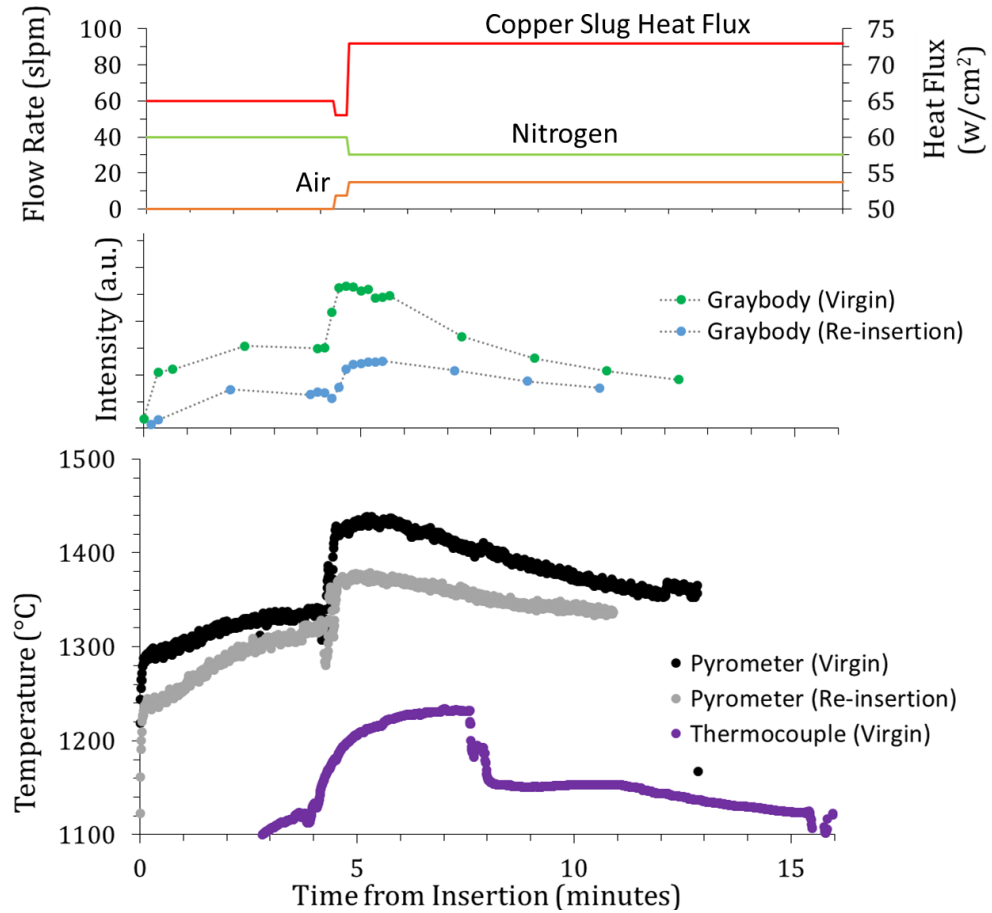 Flow Rate (slpm)
100
80
60
40
20
0
Copper Slug Heat Flux
Nitrogen
Air
75
70
65
60
55
50
Heat Flux
(w/cm²)
Intensity (a.u.)
Graybody (Virgin)
Graybody (Re-insertion)
Temperature (°C)
1500
1400
1300
1200
1100
Pyrometer (Virgin)
Pyrometer (Re-insertion)
Thermocouple (Virgin)
0 5 10 15
Time from Insertion (minutes)